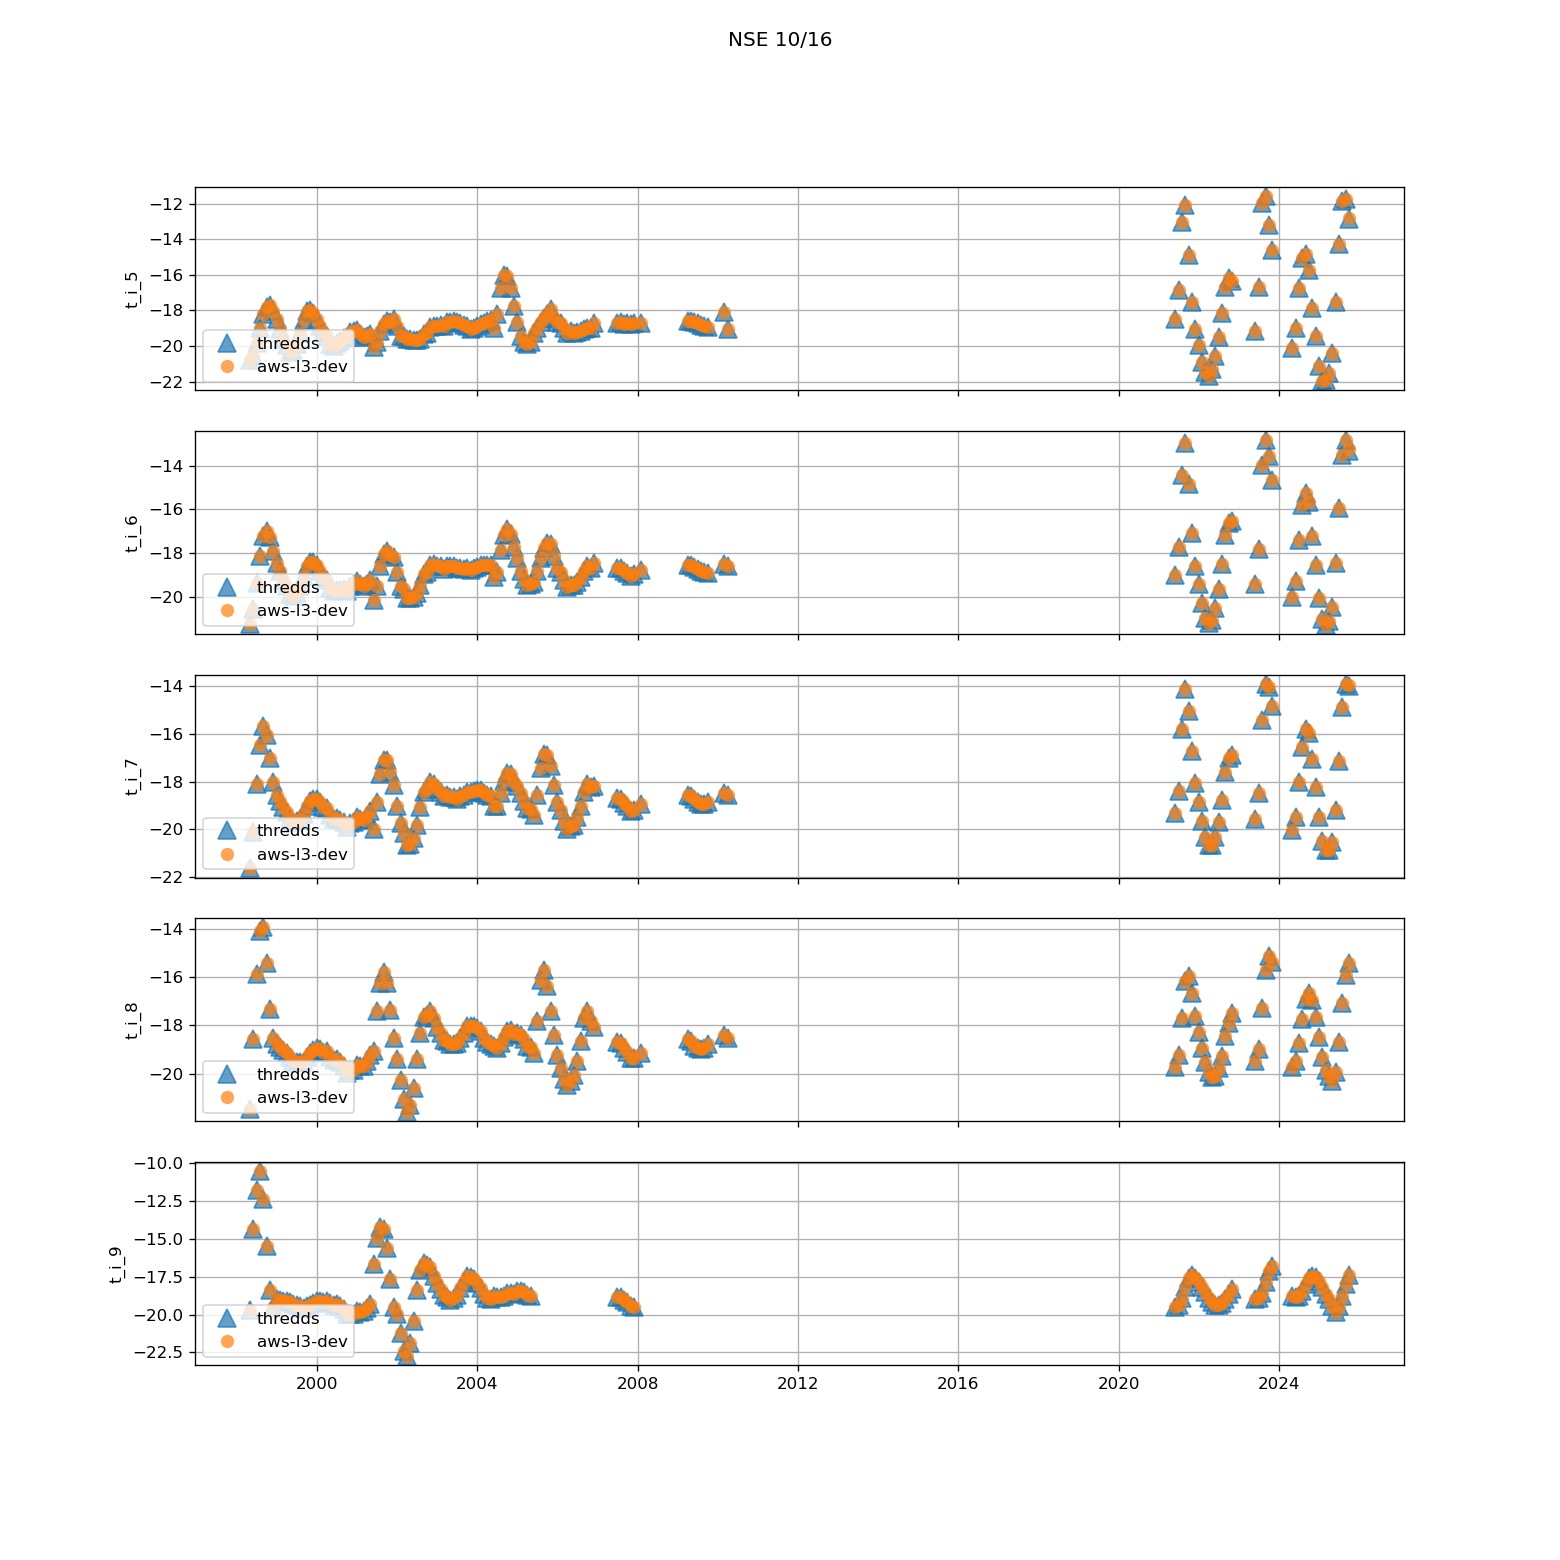 NSE 10/16
−12
−14
−16
−18
−20
−22
t_i_5
thredds
aws-l3-dev
−14
−16
−18
−20
t_i_6
thredds
aws-l3-dev
−14
−16
−18
−20
−22
t_i_7
thredds
aws-l3-dev
−14
−16
−18
−20
t_i_8
thredds
aws-l3-dev
−10.0
−12.5
−15.0
−17.5
−20.0
−22.5
t_i_9
thredds
aws-l3-dev
2000 2004 2008 2012 2016 2020 2024